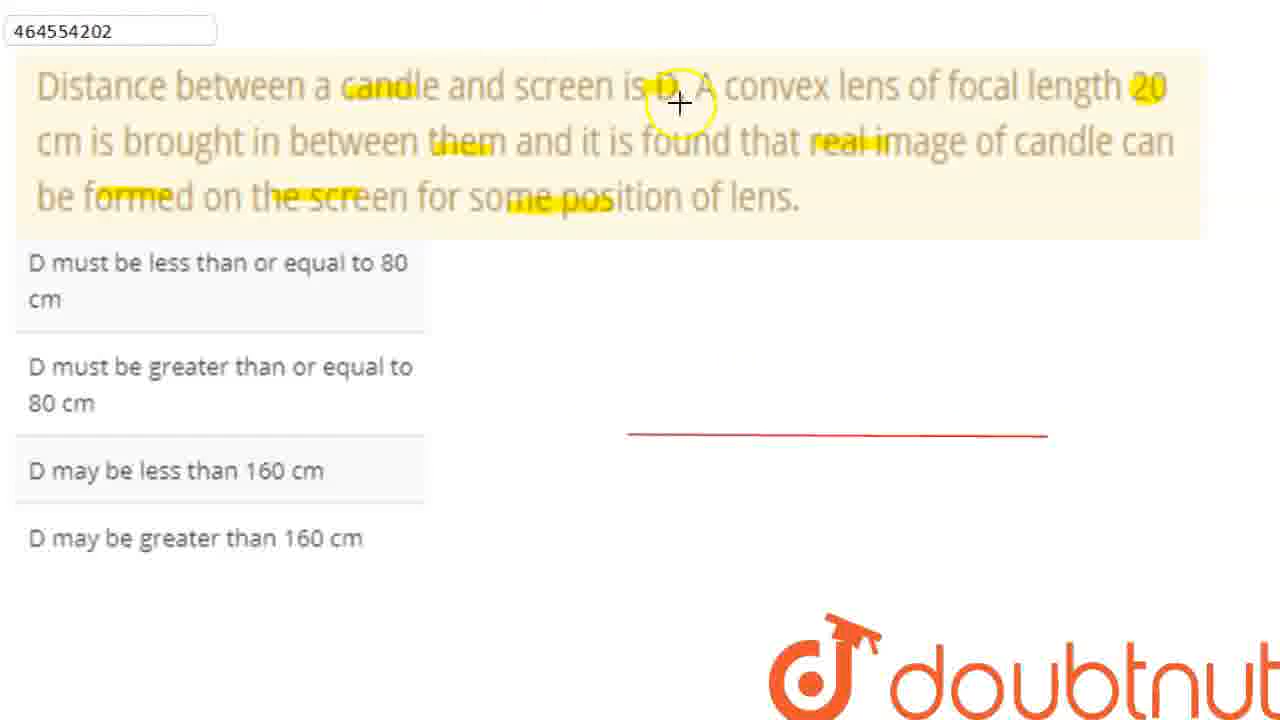 464554202
Distance between a candle and screen is D. A convex lens of focal length 20
cm is brought in between them and it is found that real image of candle can
be formed on the screen for some position of lens.
D must be less than or equal to 80
cm
D must be greater than or equal to
80 cm
D may be less than 160 cm
D may be greater than 160 cm
doubtnut